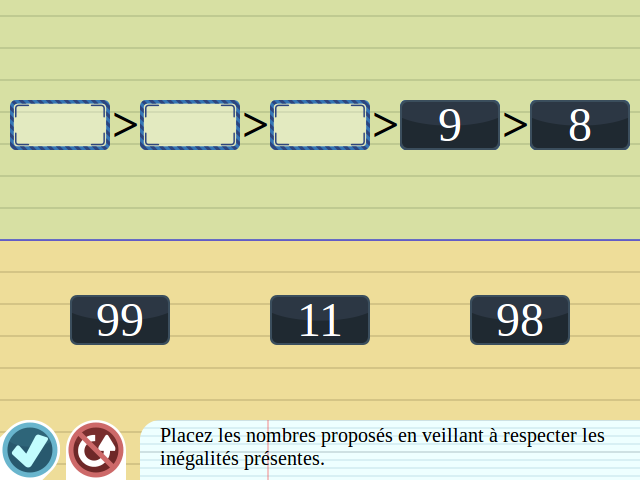 > > > 9 > 8
99 11 98
Placez les nombres proposés en veillant à respecter les
inégalités présentes.